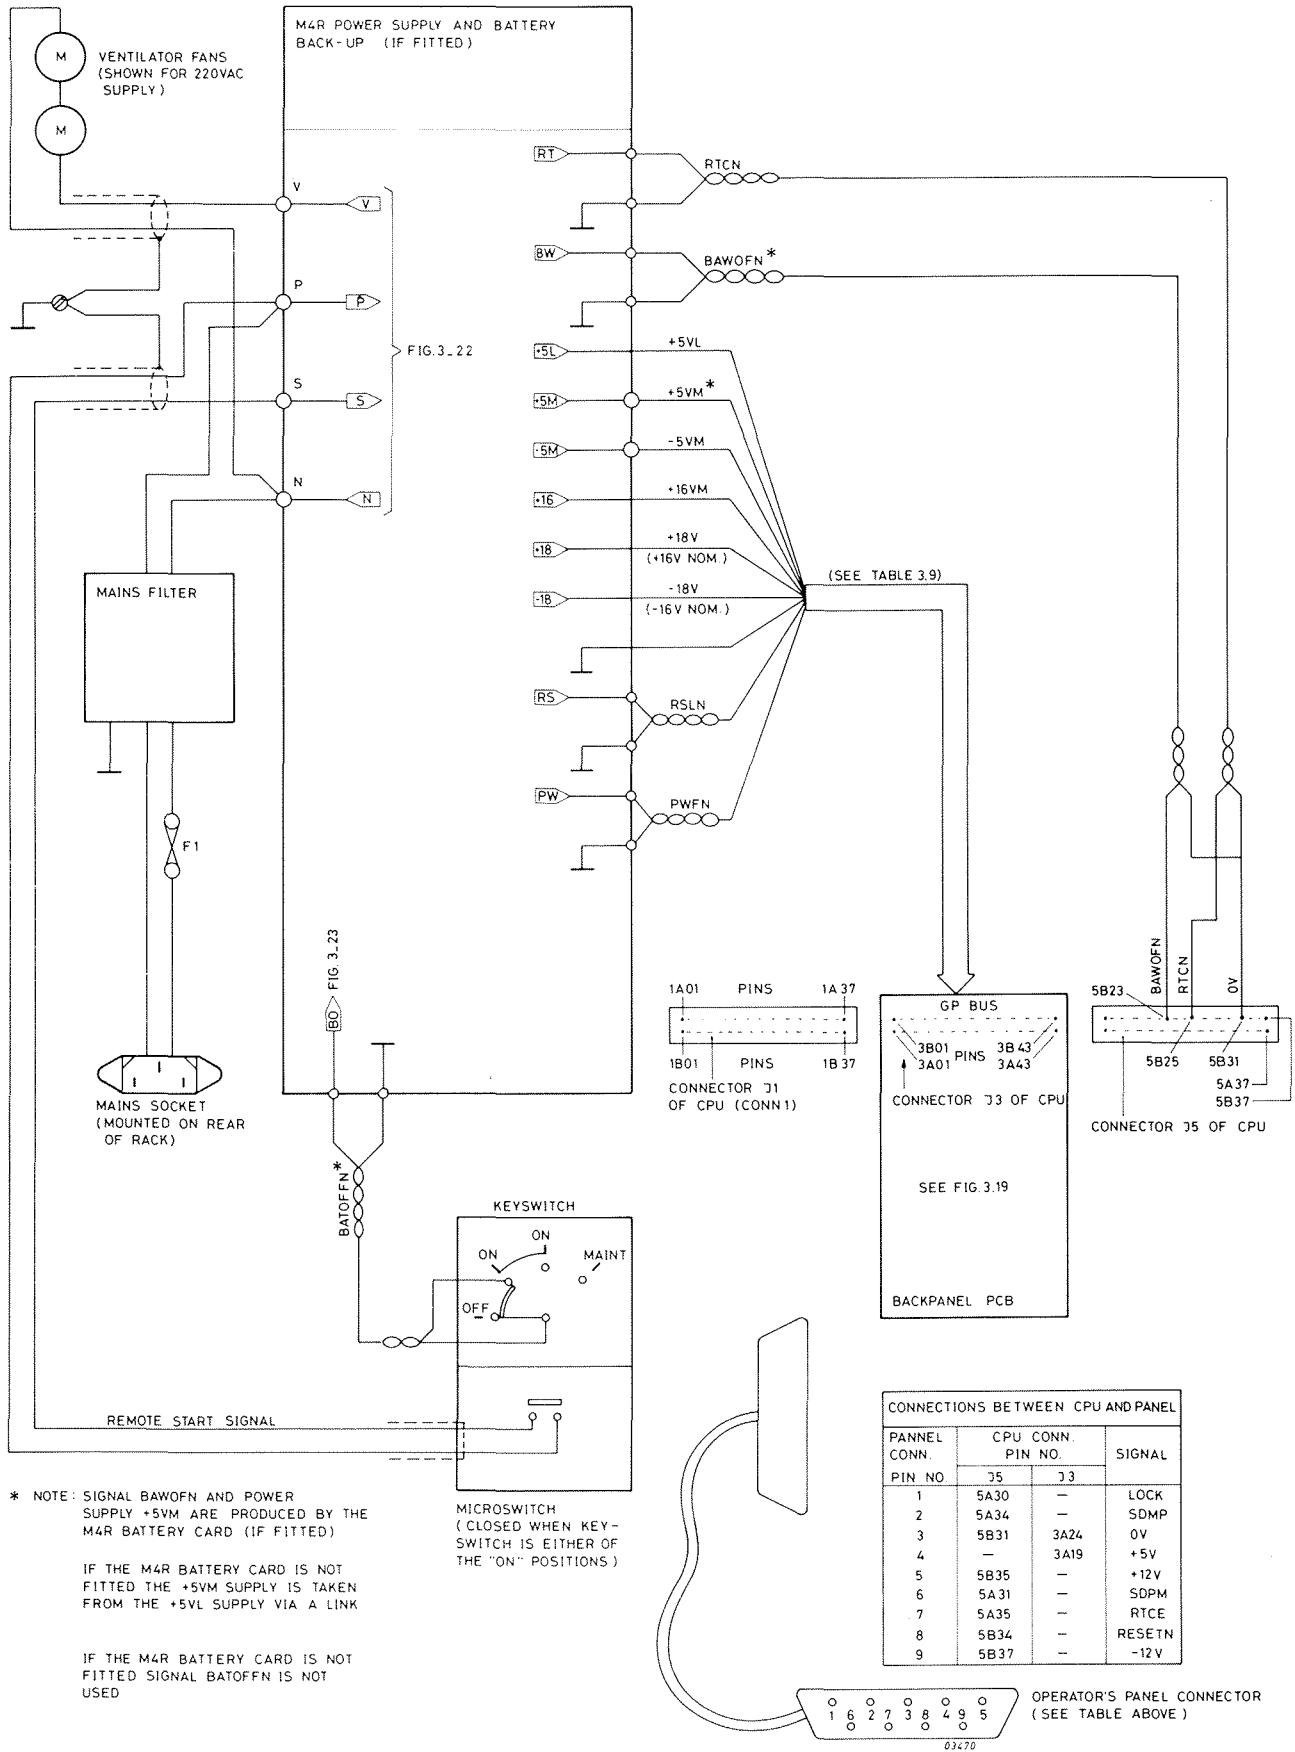 M4R POWER SUPPLY AND BATTERY
BACK-UP (IF FITTED)
M
VENTILATOR FANS
(SHOWN FOR 220VAC
SUPPLY)
M
RT
RTCN
V
V
BW
BAWOFN *
P
P
FIG.3_22
+5L
+5VL
S
S
+5M
+5VM *
-5M
-5VM
N
N
+16
+16VM
+18
+18V
(+16V NOM.)
-18
-18V
(-16V NOM.)
(SEE TABLE 3.9)
MAINS FILTER
RS
RSLN
PW
PWFN
F1
BO
FIG. 3_23
BAWOFN
RTCN
0V
1A01 PINS 1A37
1B01 PINS 1B37
CONNECTOR J1
OF CPU (CONN1)
GP BUS
3B01 PINS 3B43
3A01 3A43
CONNECTOR J3 OF CPU
SEE FIG.3.19
BACKPANEL PCB
5B23
5B25
5B31
5A37
5B37
CONNECTOR J5 OF CPU
MAINS SOCKET
(MOUNTED ON REAR
OF RACK)
BATOFFN *
KEYSWITCH
ON
ON
MAINT
OFF
REMOTE START SIGNAL
MICROSWITCH
(CLOSED WHEN KEY-
SWITCH IS EITHER OF
THE "ON" POSITIONS)
* NOTE: SIGNAL BAWOFN AND POWER
SUPPLY +5VM ARE PRODUCED BY THE
M4R BATTERY CARD (IF FITTED)
IF THE M4R BATTERY CARD IS NOT
FITTED THE +5VM SUPPLY IS TAKEN
FROM THE +5VL SUPPLY VIA A LINK
IF THE M4R BATTERY CARD IS NOT
FITTED SIGNAL BATOFFN IS NOT
USED
CONNECTIONS BETWEEN CPU AND PANEL
PANNEL CONN. PIN NO.
CPU CONN. PIN NO.
SIGNAL
J5 J3
1 5A30 — LOCK
2 5A34 — SDMP
3 5B31 3A24 0V
4 — 3A19 +5V
5 5B35 — +12V
6 5A31 — SDPM
7 5A35 — RTCE
8 5B34 — RESETN
9 5B37 — -12V
1 6 2 7 3 8 4 9 5
OPERATOR'S PANEL CONNECTOR
(SEE TABLE ABOVE)
03470